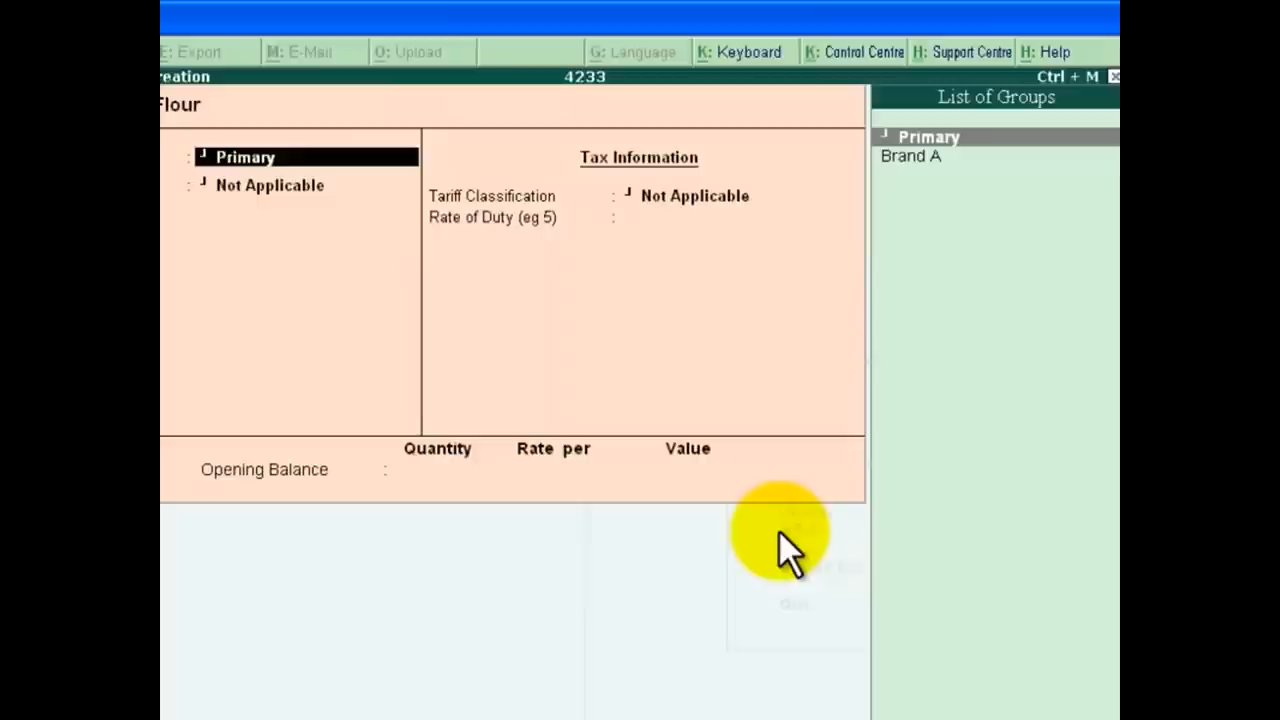 E: Export M: E-Mail O: Upload G: Language K: Keyboard K: Control Centre H: Support Centre H: Help
reation 4233 Ctrl + M
Flour List of Groups
Primary
: Primary Tax Information
Brand A
: Not Applicable
Tariff Classification : Not Applicable
Rate of Duty (eg 5) :
Quantity Rate per Value
Opening Balance :